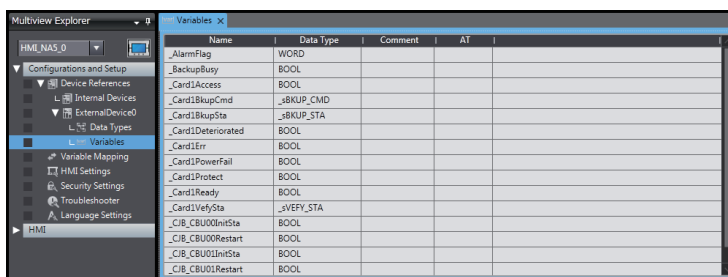 Multiview Explorer
HMI_NA5_0
Configurations and Setup
Device References
Internal Devices
ExternalDevice0
Data Types
Variables
Variable Mapping
HMI Settings
Security Settings
Troubleshooter
Language Settings
HMI
Variables
Name Data Type Comment AT
_AlarmFlag WORD
_BackupBusy BOOL
_Card1Access BOOL
_Card1BkupCmd _sBKUP_CMD
_Card1BkupSta _sBKUP_STA
_Card1Deteriorated BOOL
_Card1Err BOOL
_Card1PowerFail BOOL
_Card1Protect BOOL
_Card1Ready BOOL
_Card1VefySta _sVEFY_STA
_CJB_CBU00InitSta BOOL
_CJB_CBU00Restart BOOL
_CJB_CBU01InitSta BOOL
_CJB_CBU01Restart BOOL